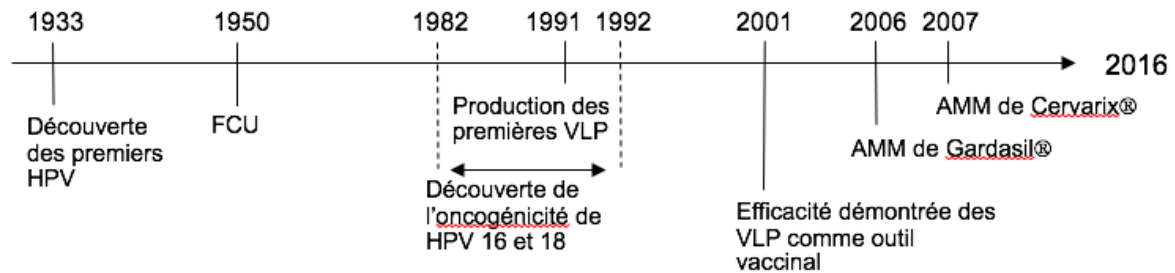 1933
1950
1982
1991
1992
2001
2006
2007
2016
Découverte
des premiers
HPV
FCU
Production des
premières VLP
Découverte de
l'oncogénicité de
HPV 16 et 18
Efficacité démontrée des
VLP comme outil
vaccinal
AMM de Gardasil®
AMM de Cervarix®